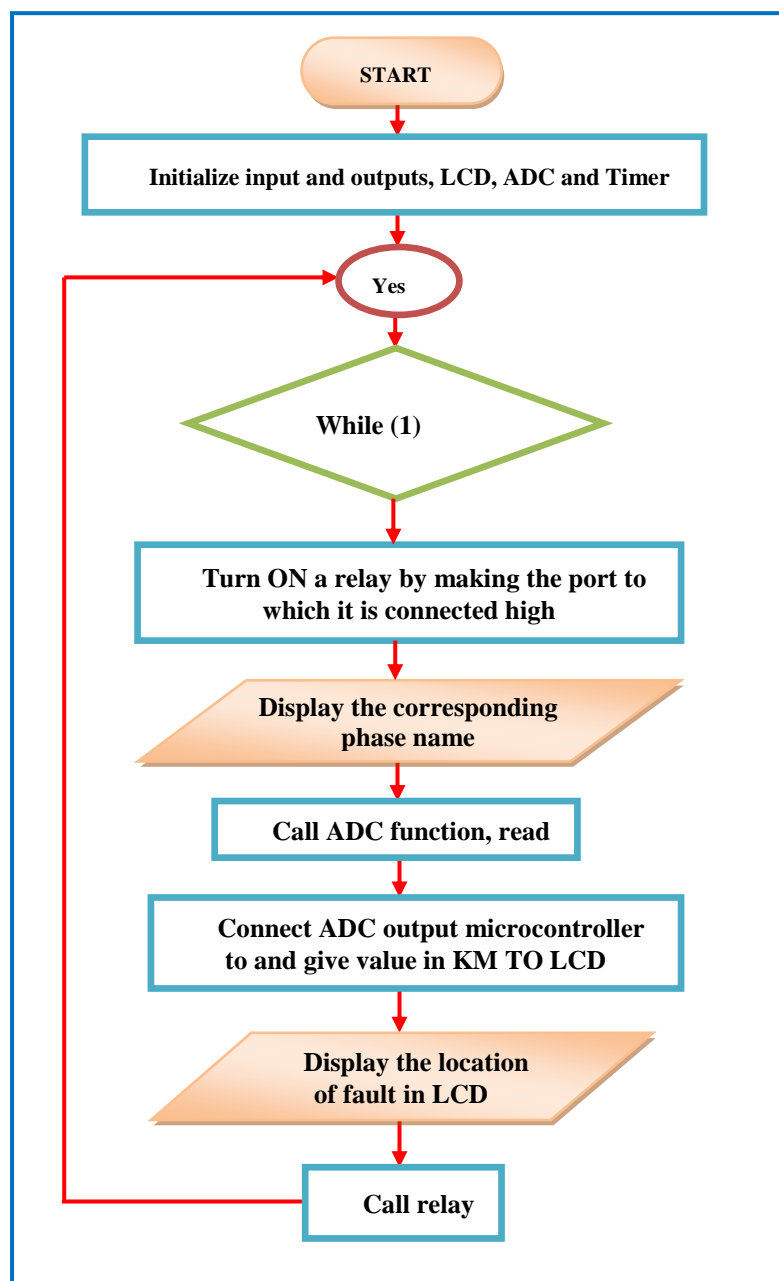 START
Initialize input and outputs, LCD, ADC and Timer
Yes
While (1)
Turn ON a relay by making the port to
which it is connected high
Display the corresponding
phase name
Call ADC function, read
Connect ADC output microcontroller
to and give value in KM TO LCD
Display the location
of fault in LCD
Call relay